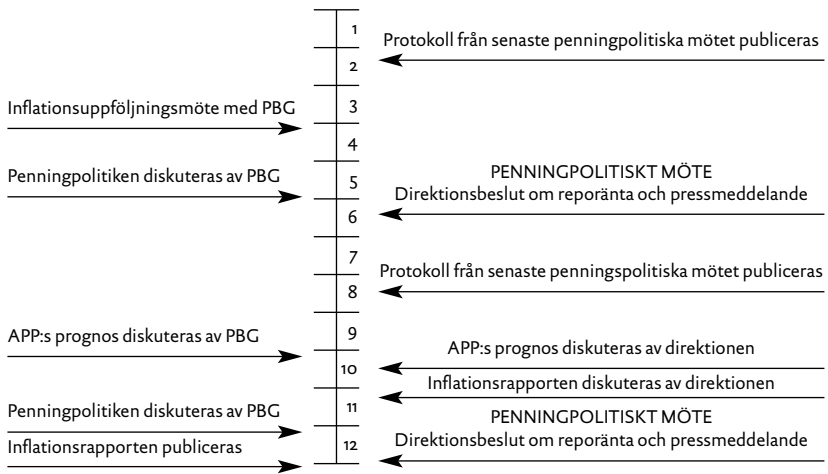 1
Protokoll från senaste penningpolitiska mötet publiceras
2
Inflationsuppföljningsmöte med PBG
3
4
Penningpolitiken diskuteras av PBG
5
PENNINGPOLITISKT MÖTE
Direktionsbeslut om reporänta och pressmeddelande
6
7
Protokoll från senaste penningspolitiska mötet publiceras
8
9
APP:s prognos diskuteras av PBG
APP:s prognos diskuteras av direktionen
10
Inflationsrapporten diskuteras av direktionen
Penningpolitiken diskuteras av PBG
11
PENNINGPOLITISKT MÖTE
Inflationsrapporten publiceras
12
Direktionsbeslut om reporänta och pressmeddelande